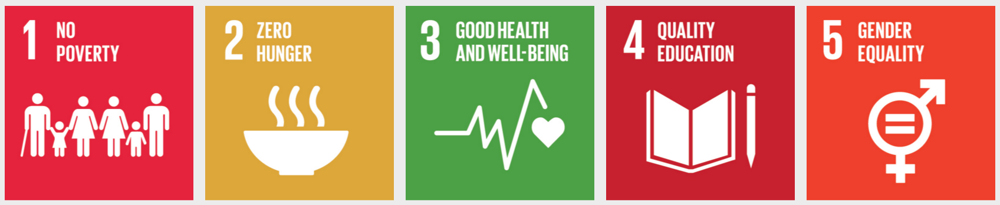 1 NO
POVERTY
2 ZERO
HUNGER
3 GOOD HEALTH
AND WELL-BEING
4 QUALITY
EDUCATION
5 GENDER
EQUALITY